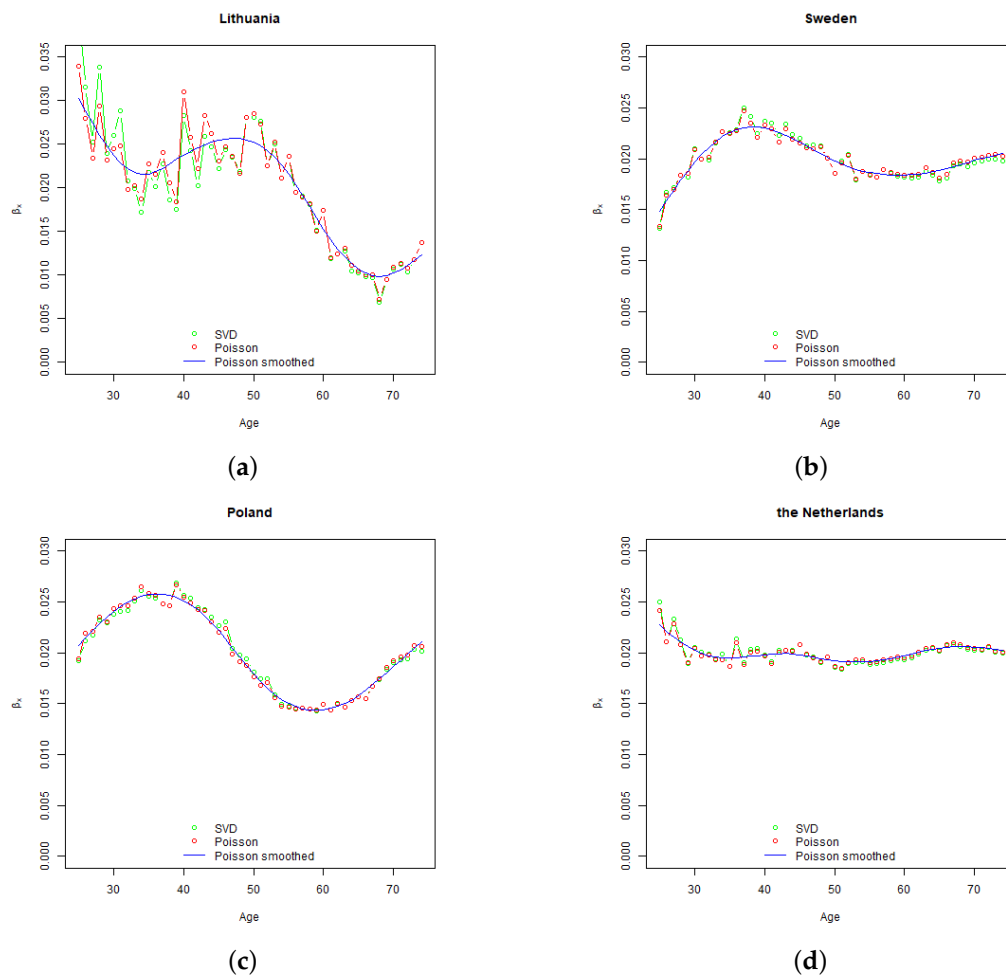 Lithuania
βx
0.000 0.005 0.010 0.015 0.020 0.025 0.030 0.035
SVD
Poisson
Poisson smoothed
30 40 50 60 70
Age
(a)
Sweden
βx
0.000 0.005 0.010 0.015 0.020 0.025 0.030
SVD
Poisson
Poisson smoothed
30 40 50 60 70
Age
(b)
Poland
βx
0.000 0.005 0.010 0.015 0.020 0.025 0.030
SVD
Poisson
Poisson smoothed
30 40 50 60 70
Age
(c)
the Netherlands
βx
0.000 0.005 0.010 0.015 0.020 0.025 0.030
SVD
Poisson
Poisson smoothed
30 40 50 60 70
Age
(d)